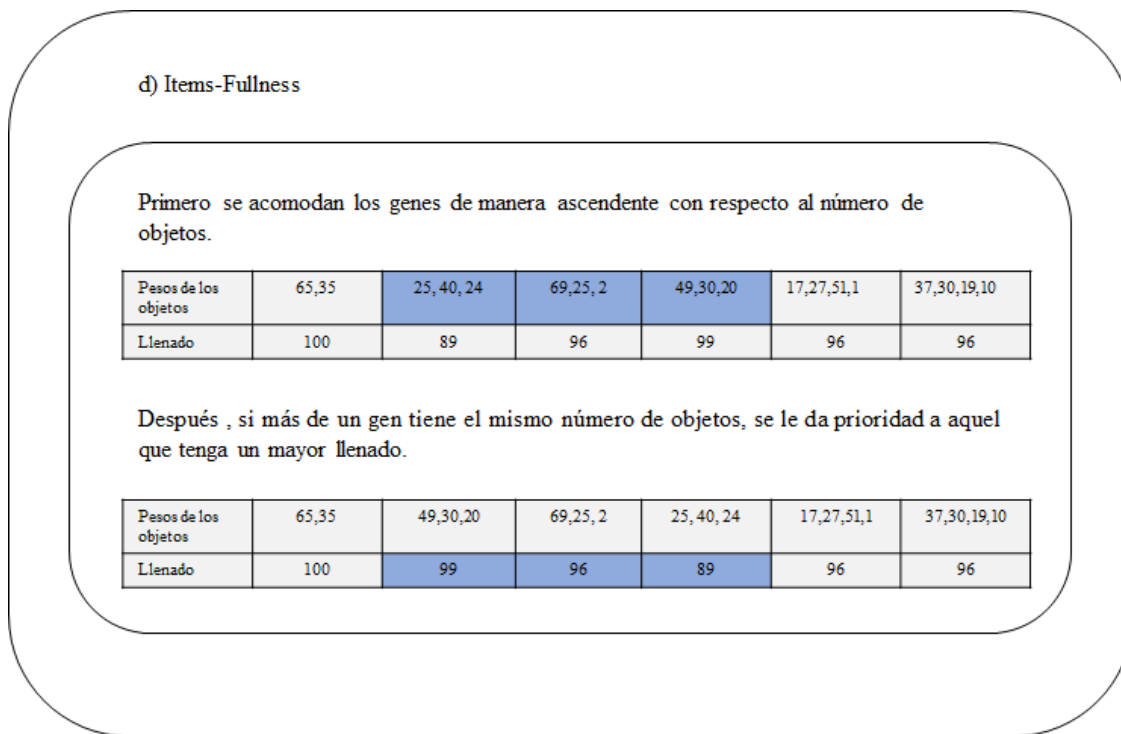 d) Items-Fullness
Primero se acomodan los genes de manera ascendente con respecto al número de
objetos.
Pesos de los objetos 65,35 25, 40, 24 69,25, 2 49,30,20 17,27,51,1 37,30,19,10
Llenado 100 89 96 99 96 96
Después , si más de un gen tiene el mismo número de objetos, se le da prioridad a aquel
que tenga un mayor llenado.
Pesos de los objetos 65,35 49,30,20 69,25, 2 25, 40, 24 17,27,51,1 37,30,19,10
Llenado 100 99 96 89 96 96